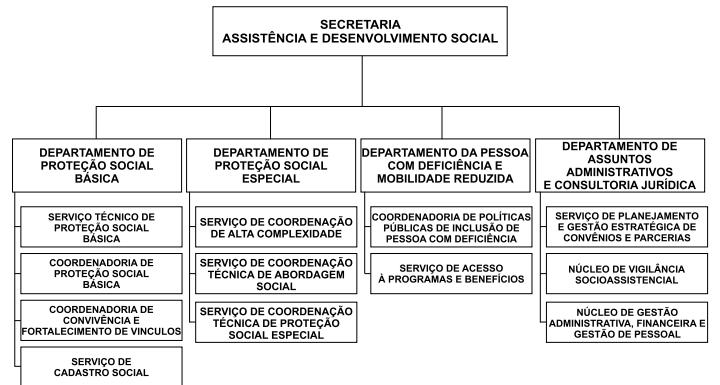 SECRETARIA
ASSISTÊNCIA E DESENVOLVIMENTO SOCIAL
DEPARTAMENTO DE
PROTEÇÃO SOCIAL
BÁSICA
SERVIÇO TÉCNICO DE
PROTEÇÃO SOCIAL
BÁSICA
COORDENADORIA DE
PROTEÇÃO SOCIAL
BÁSICA
COORDENADORIA DE
CONVIVÊNCIA E
FORTALECIMENTO DE VINCULOS
SERVIÇO DE
CADASTRO SOCIAL
DEPARTAMENTO DE
PROTEÇÃO SOCIAL
ESPECIAL
SERVIÇO DE COORDENAÇÃO
DE ALTA COMPLEXIDADE
SERVIÇO DE COORDENAÇÃO
TÉCNICA DE ABORDAGEM
SOCIAL
SERVIÇO DE COORDENAÇÃO
TÉCNICA DE PROTEÇÃO
SOCIAL ESPECIAL
DEPARTAMENTO DA PESSOA
COM DEFICIÊNCIA E
MOBILIDADE REDUZIDA
COORDENADORIA DE POLÍTICAS
PÚBLICAS DE INCLUSÃO DE
PESSOA COM DEFICIÊNCIA
SERVIÇO DE ACESSO
À PROGRAMAS E BENEFÍCIOS
DEPARTAMENTO DE
ASSUNTOS
ADMINISTRATIVOS
E CONSULTORIA JURÍDICA
SERVIÇO DE PLANEJAMENTO
E GESTÃO ESTRATÉGICA DE
CONVÊNIOS E PARCERIAS
NÚCLEO DE VIGILÂNCIA
SOCIOASSISTENCIAL
NÚCLEO DE GESTÃO
ADMINISTRATIVA, FINANCEIRA E
GESTÃO DE PESSOAL